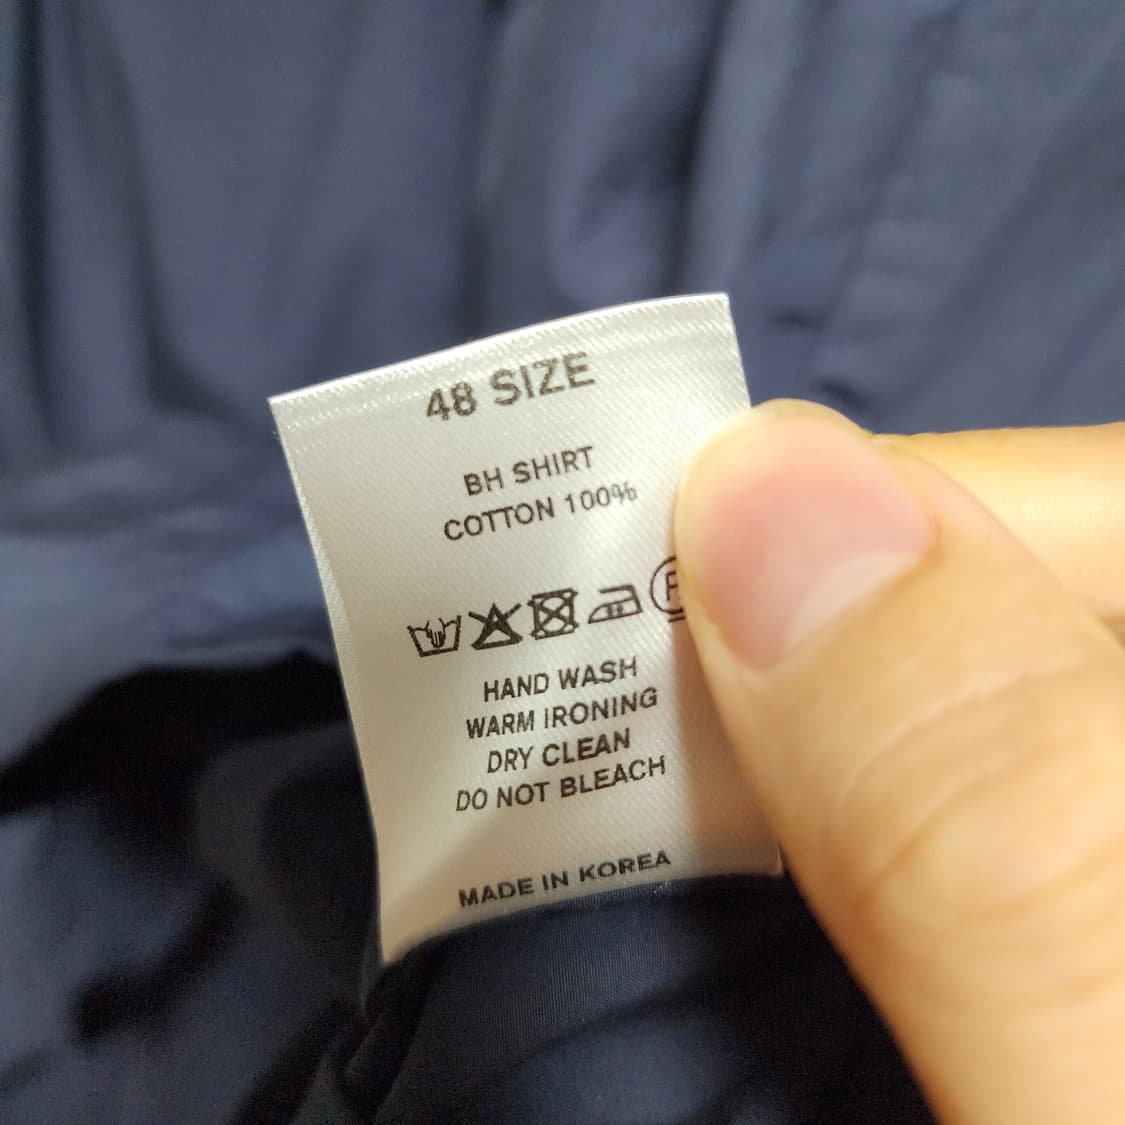 48 SIZE
BH SHIRT
COTTON 100%
HAND WASH
WARM IRONING
DRY CLEAN
DO NOT BLEACH
MADE IN KOREA